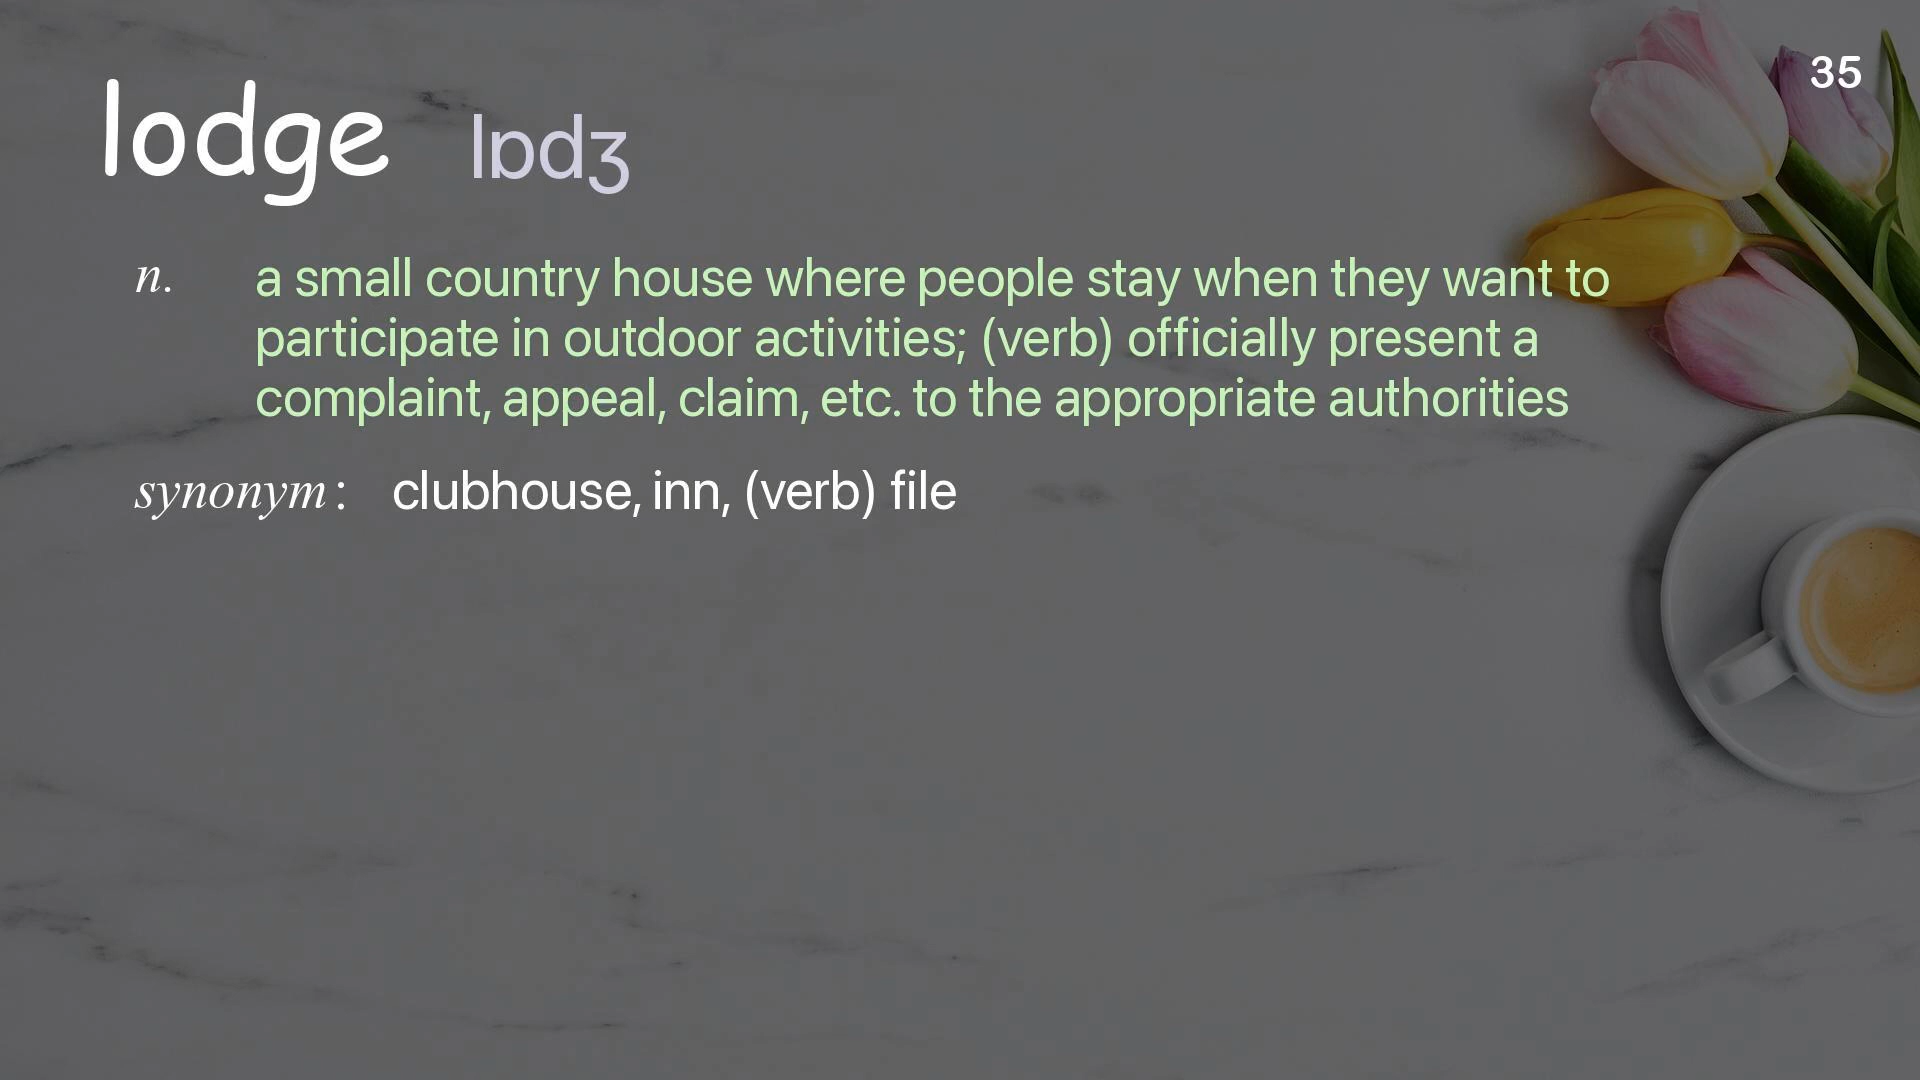 35
lodge lɒdʒ
n. a small country house where people stay when they want to
participate in outdoor activities; (verb) officially present a
complaint, appeal, claim, etc. to the appropriate authorities
synonym: clubhouse, inn, (verb) file